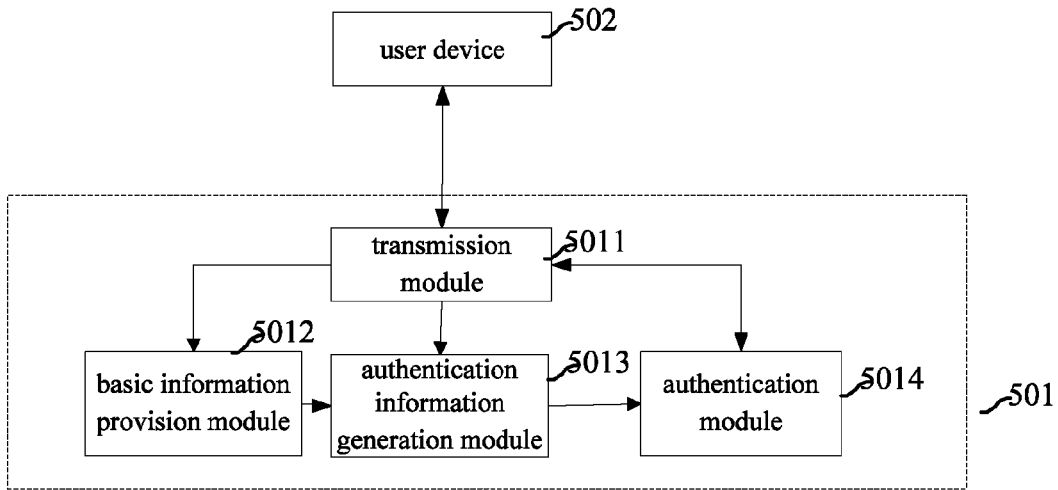 502
user device
transmission
module
5011
5012
basic information
provision module
authentication
information
generation module
5013
authentication
module
5014
501